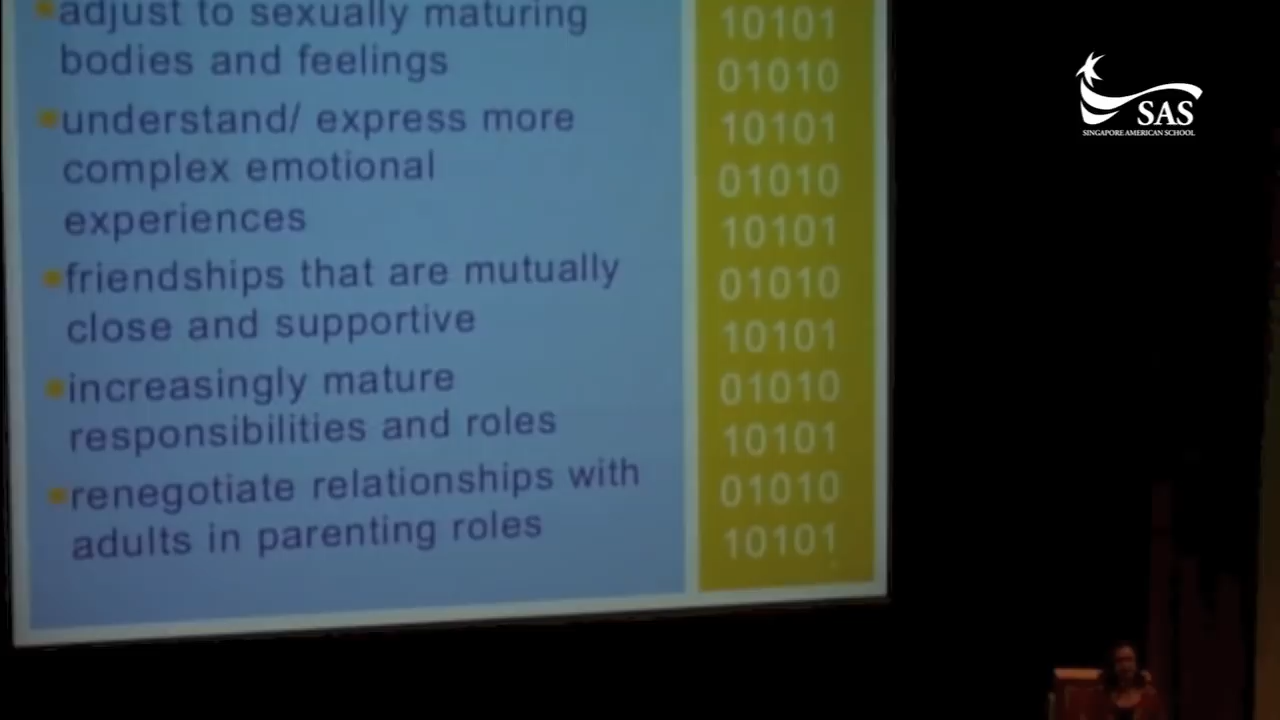 adjust to sexually maturing
bodies and feelings
understand/ express more
complex emotional
experiences
friendships that are mutually
close and supportive
increasingly mature
responsibilities and roles
renegotiate relationships with
adults in parenting roles
10101
01010
10101
01010
10101
01010
10101
01010
10101
01010
10101
SAS
SINGAPORE AMERICAN SCHOOL